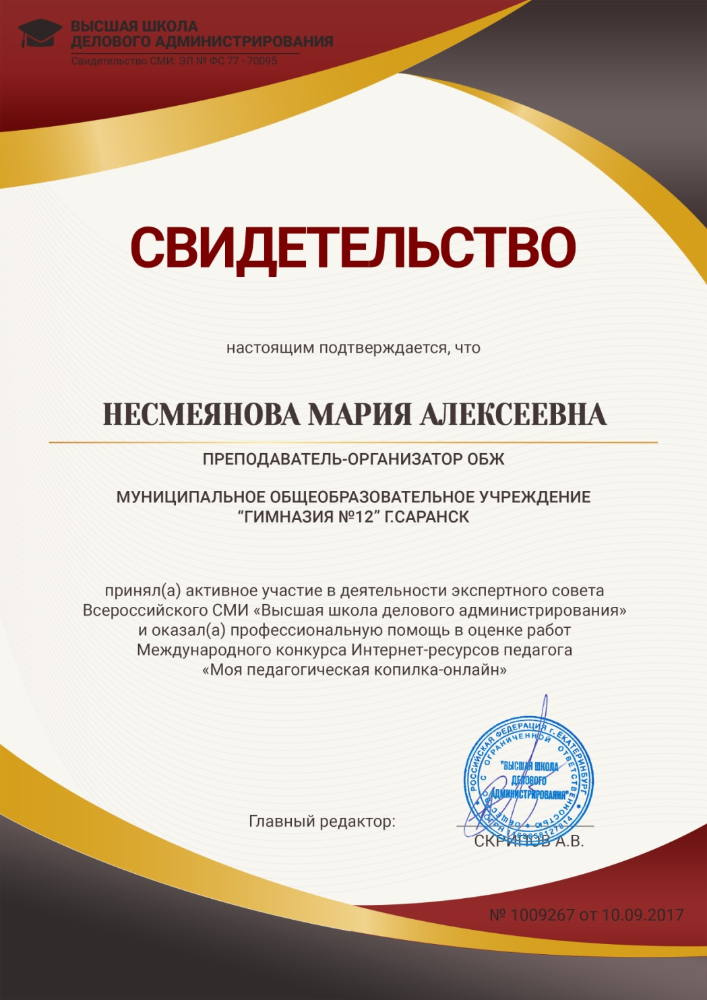 ВЫСШАЯ ШКОЛА
ДЕЛОВОГО АДМИНИСТРИРОВАНИЯ
Свидетельство СМИ: ЭЛ № ФС 77 - 70095
СВИДЕТЕЛЬСТВО
настоящим подтверждается, что
НЕСМЕЯНОВА МАРИЯ АЛЕКСЕЕВНА
ПРЕПОДАВАТЕЛЬ-ОРГАНИЗАТОР ОБЖ
МУНИЦИПАЛЬНОЕ ОБЩЕОБРАЗОВАТЕЛЬНОЕ УЧРЕЖДЕНИЕ
“ГИМНАЗИЯ №12” Г.САРАНСК
принял(а) активное участие в деятельности экспертного совета
Всероссийского СМИ «Высшая школа делового администрирования»
и оказал(а) профессиональную помощь в оценке работ
Международного конкурса Интернет-ресурсов педагога
«Моя педагогическая копилка-онлайн»
РОССИЙСКАЯ ФЕДЕРАЦИЯ г. ЕКАТЕРИНБУРГ
ОБЩЕСТВО С ОГРАНИЧЕННОЙ ОТВЕТСТВЕННОСТЬЮ
"ВЫСШАЯ ШКОЛА
ДЕЛОВОГО
АДМИНИСТРИРОВАНИЯ"
ОГРН
Главный редактор:
СКРИПОВ А.В.
№ 1009267 от 10.09.2017